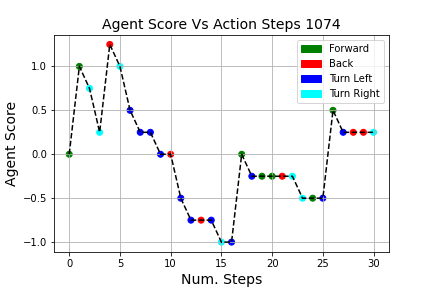 Agent Score Vs Action Steps 1074
Agent Score
1.0
0.5
0.0
−0.5
−1.0
Forward
Back
Turn Left
Turn Right
0 5 10 15 20 25 30
Num. Steps